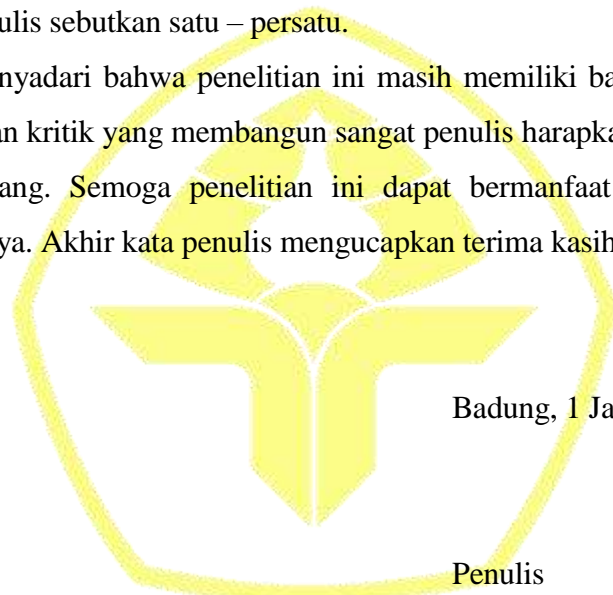 ulis sebutkan satu – persatu.
nyadari bahwa penelitian ini masih memiliki ba
an kritik yang membangun sangat penulis harapka
ang. Semoga penelitian ini dapat bermanfaat
ya. Akhir kata penulis mengucapkan terima kasih
Badung, 1 Ja
Penulis